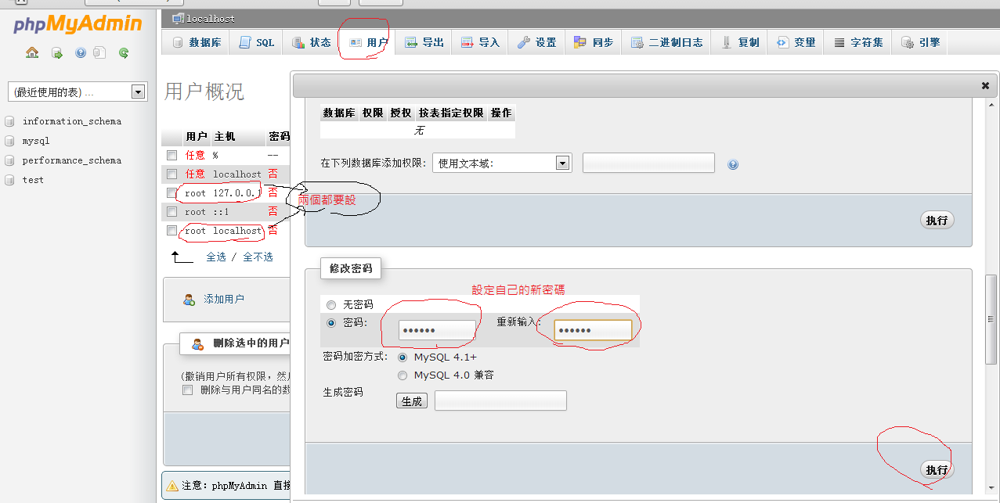 phpMyAdmin
localhost
数据库 SQL 状态 用户 导出 导入 设置 同步 二进制日志 复制 变量 字符集 引擎
(最近使用的表) ...
information_schema
mysql
performance_schema
test
用户概况
用户 主机 密码
任意 % --
任意 localhost 否
root 127.0.0.1 否
root ::1 否
root localhost 否
兩個都要設
全选 / 全不选
添加用户
删除选中的用户
(撤销用户所有权限，然
删除与用户同名的数
注意：phpMyAdmin 直接
数据库 权限 授权 按表指定权限 操作
无
在下列数据库添加权限: 使用文本域:
执行
修改密码
設定自己的新密碼
无密码
密码: •••••• 重新输入: ••••••
密码加密方式: MySQL 4.1+
MySQL 4.0 兼容
生成密码 生成
执行